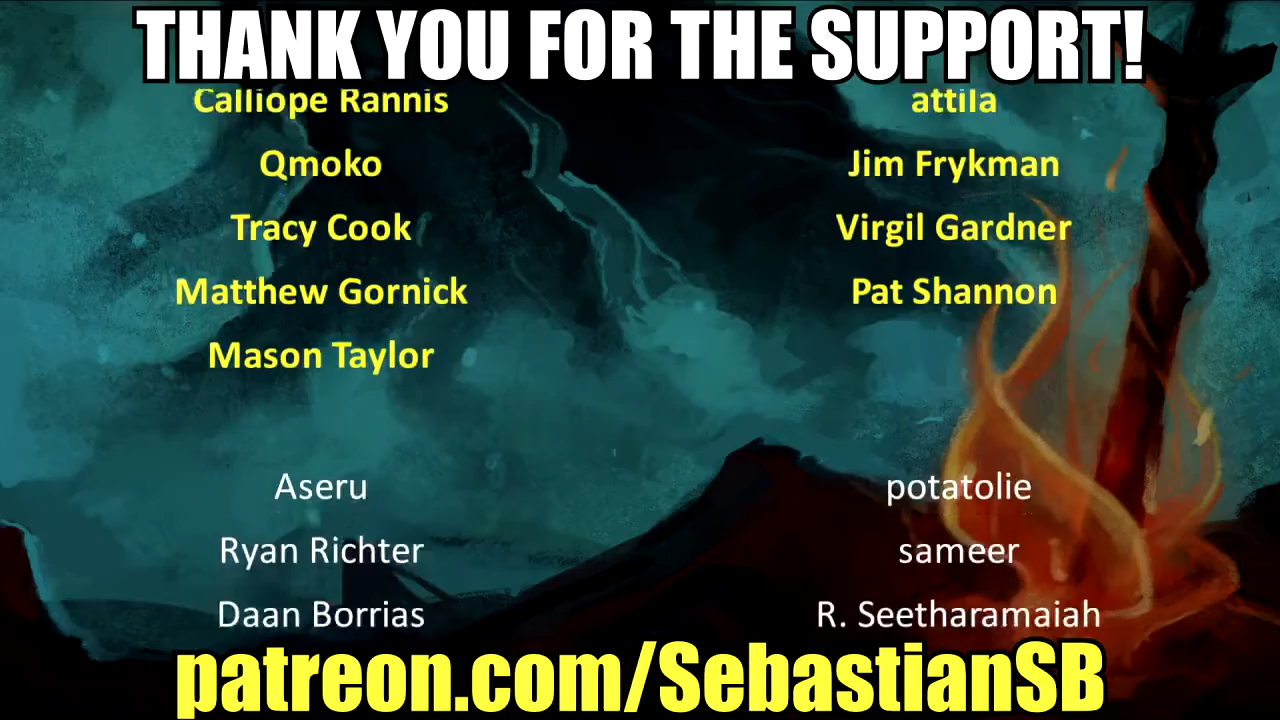 THANK YOU FOR THE SUPPORT!
Calliope Rannis
attila
Qmoko
Jim Frykman
Tracy Cook
Virgil Gardner
Matthew Gornick
Pat Shannon
Mason Taylor
Aseru
potatolie
Ryan Richter
sameer
Daan Borrias
R. Seetharamaiah
patreon.com/SebastianSB